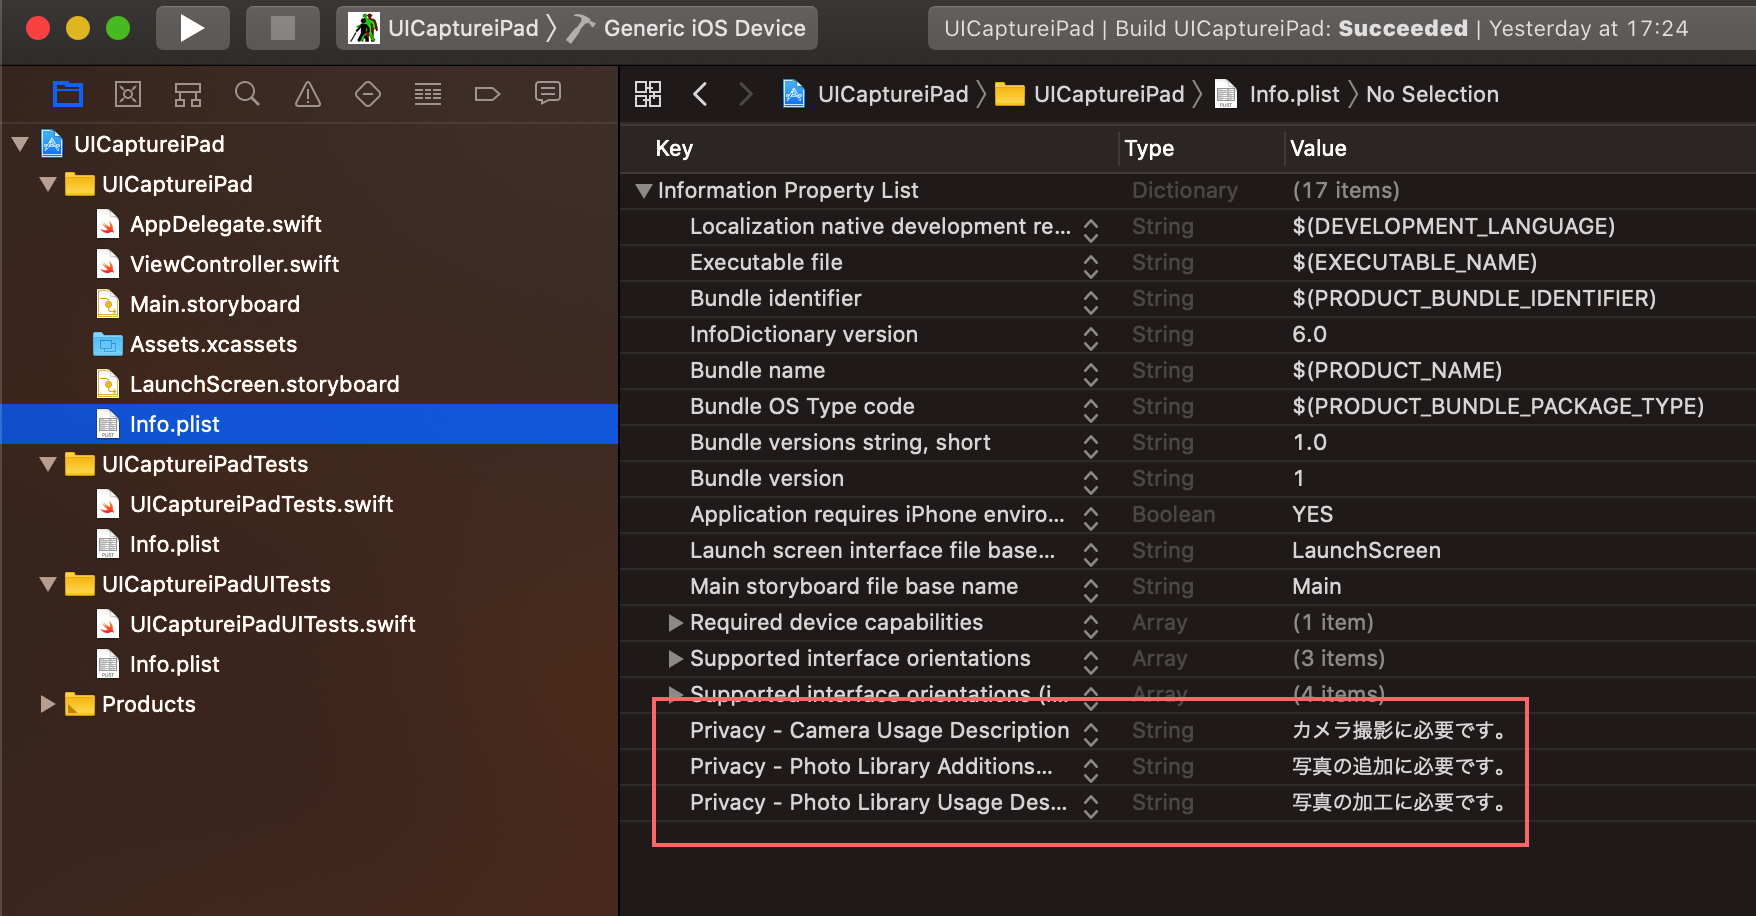 UICaptureiPad 〉 Generic iOS Device
UICaptureiPad | Build UICaptureiPad: Succeeded | Yesterday at 17:24
UICaptureiPad 〉 UICaptureiPad 〉 Info.plist 〉 No Selection
UICaptureiPad
UICaptureiPad
AppDelegate.swift
ViewController.swift
Main.storyboard
Assets.xcassets
LaunchScreen.storyboard
Info.plist
UICaptureiPadTests
UICaptureiPadTests.swift
Info.plist
UICaptureiPadUITests
UICaptureiPadUITests.swift
Info.plist
Products
Key Type Value
Information Property List Dictionary (17 items)
Localization native development re... String $(DEVELOPMENT_LANGUAGE)
Executable file String $(EXECUTABLE_NAME)
Bundle identifier String $(PRODUCT_BUNDLE_IDENTIFIER)
InfoDictionary version String 6.0
Bundle name String $(PRODUCT_NAME)
Bundle OS Type code String $(PRODUCT_BUNDLE_PACKAGE_TYPE)
Bundle versions string, short String 1.0
Bundle version String 1
Application requires iPhone enviro... Boolean YES
Launch screen interface file base... String LaunchScreen
Main storyboard file base name String Main
Required device capabilities Array (1 item)
Supported interface orientations Array (3 items)
Supported interface orientations (i... Array (4 items)
Privacy - Camera Usage Description String カメラ撮影に必要です。
Privacy - Photo Library Additions... String 写真の追加に必要です。
Privacy - Photo Library Usage Des... String 写真の加工に必要です。